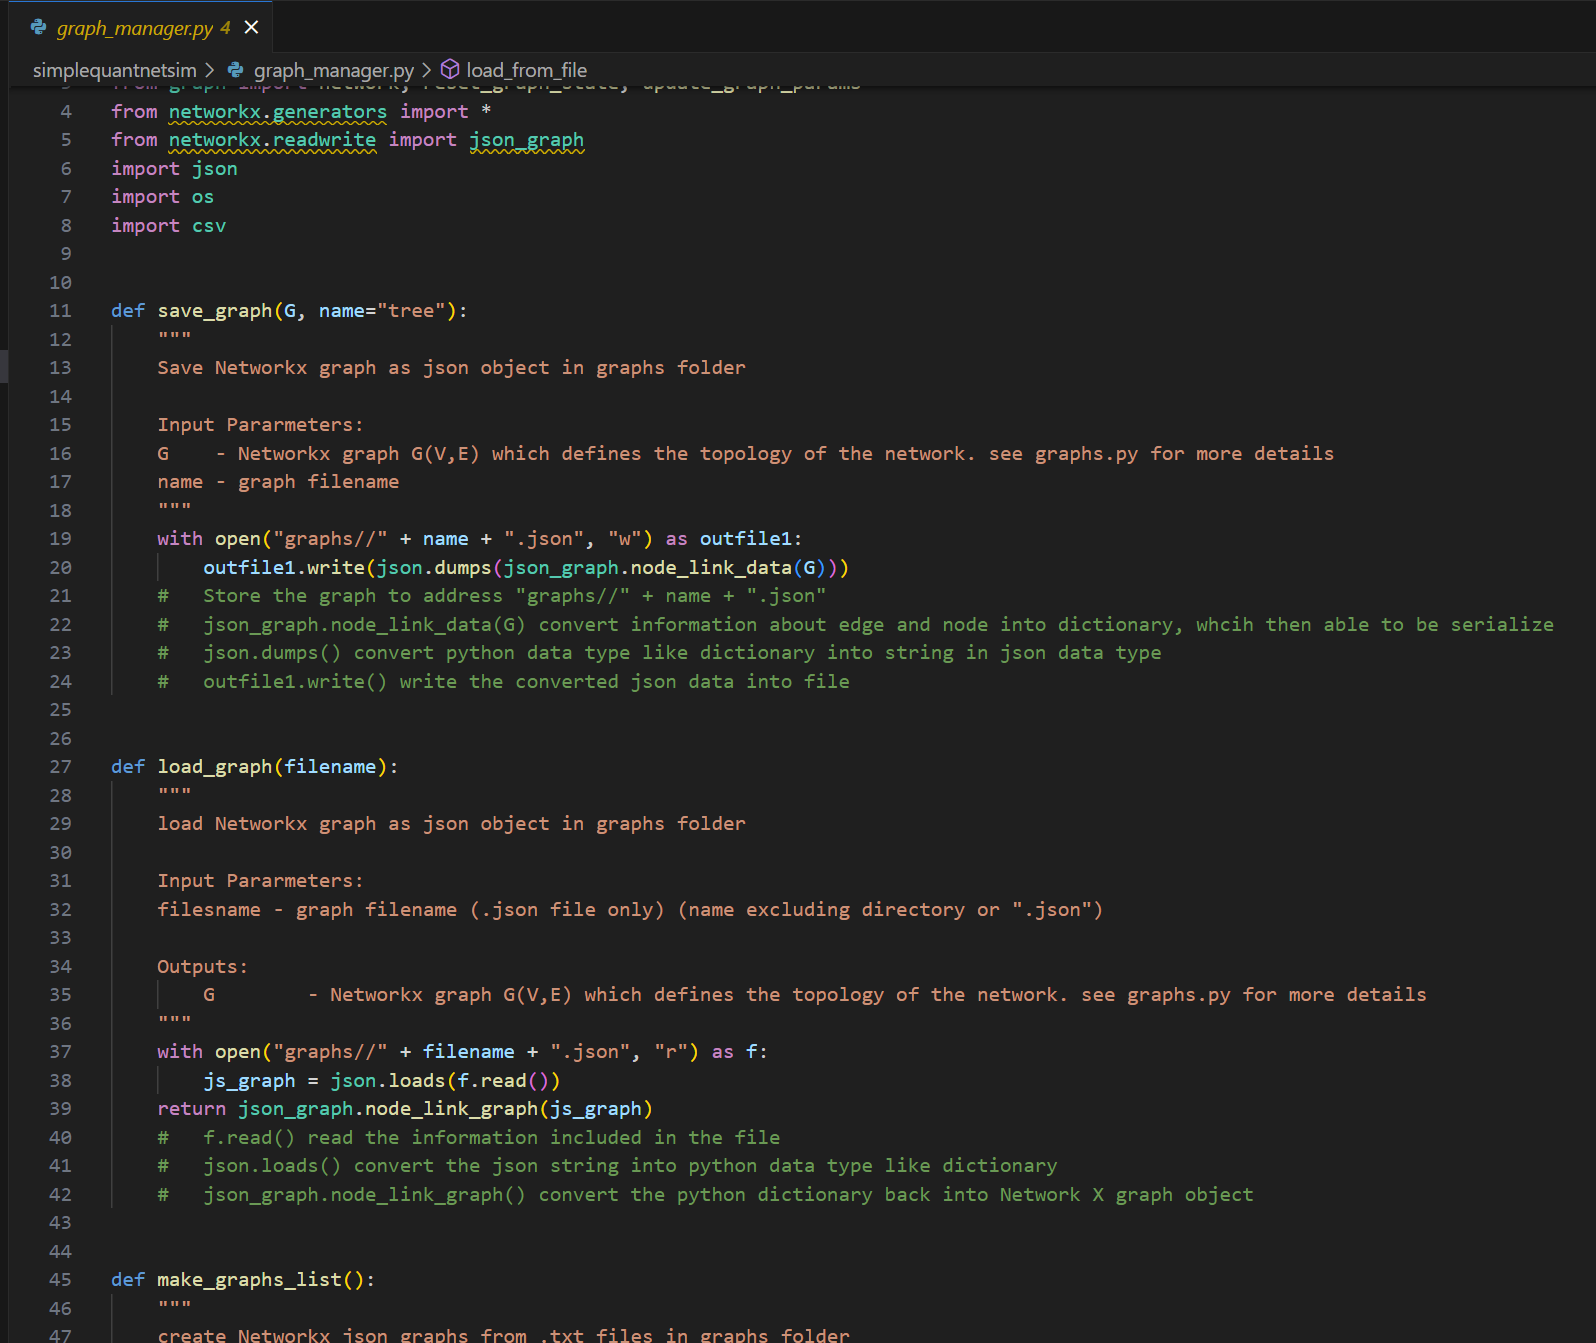 graph_manager.py 4
simplequantnetsim > graph_manager.py > load_from_file
3 from graph import network, reset_graph_state, update_graph_params
4 from networkx.generators import *
5 from networkx.readwrite import json_graph
6 import json
7 import os
8 import csv
9
10
11 def save_graph(G, name="tree"):
12 """
13 Save Networkx graph as json object in graphs folder
14
15 Input Pararmeters:
16 G    - Networkx graph G(V,E) which defines the topology of the network. see graphs.py for more details
17 name - graph filename
18 """
19 with open("graphs//" + name + ".json", "w") as outfile1:
20 outfile1.write(json.dumps(json_graph.node_link_data(G)))
21 #   Store the graph to address "graphs//" + name + ".json"
22 #   json_graph.node_link_data(G) convert information about edge and node into dictionary, whcih then able to be serialize
23 #   json.dumps() convert python data type like dictionary into string in json data type
24 #   outfile1.write() write the converted json data into file
25
26
27 def load_graph(filename):
28 """
29 load Networkx graph as json object in graphs folder
30
31 Input Pararmeters:
32 filesname - graph filename (.json file only) (name excluding directory or ".json")
33
34 Outputs:
35 G        - Networkx graph G(V,E) which defines the topology of the network. see graphs.py for more details
36 """
37 with open("graphs//" + filename + ".json", "r") as f:
38 js_graph = json.loads(f.read())
39 return json_graph.node_link_graph(js_graph)
40 #   f.read() read the information included in the file
41 #   json.loads() convert the json string into python data type like dictionary
42 #   json_graph.node_link_graph() convert the python dictionary back into Network X graph object
43
44
45 def make_graphs_list():
46 """
47 create Networkx json graphs from .txt files in graphs folder